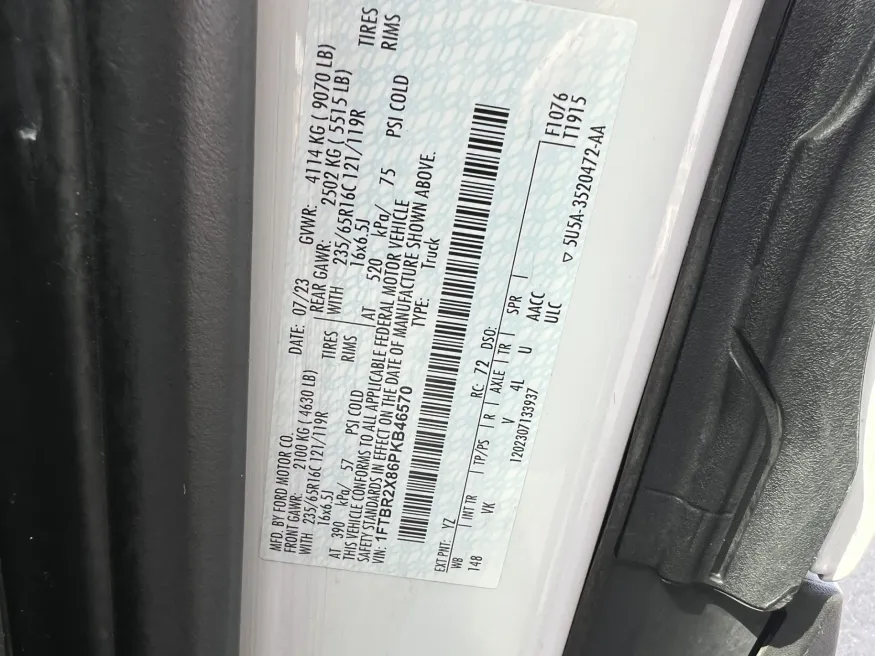 MFD. BY FORD MOTOR CO.
DATE: 07/23 GVWR: 4114 KG ( 9070 LB)
FRONT GAWR: 2100 KG ( 4630 LB) REAR GAWR: 2502 KG ( 5515 LB)
WITH 235/65R16C 121/119R TIRES WITH 235/65R16C 121/119R TIRES
16x6.5J RIMS 16x6.5J RIMS
AT 390 kPa/ 57 PSI COLD AT 520 kPa/ 75 PSI COLD
THIS VEHICLE CONFORMS TO ALL APPLICABLE FEDERAL MOTOR VEHICLE
SAFETY STANDARDS IN EFFECT ON THE DATE OF MANUFACTURE SHOWN ABOVE.
VIN: 1FTBR2X86PKB46570 TYPE: Truck
EXT PNT: YZ RC: 72 DSO: F1076
T1915
WB INT TR TP/PS R AXLE TR SPR
148 VK V 4L U AACC
1202307133937 ULC
▽ 5U5A-3520472-AA